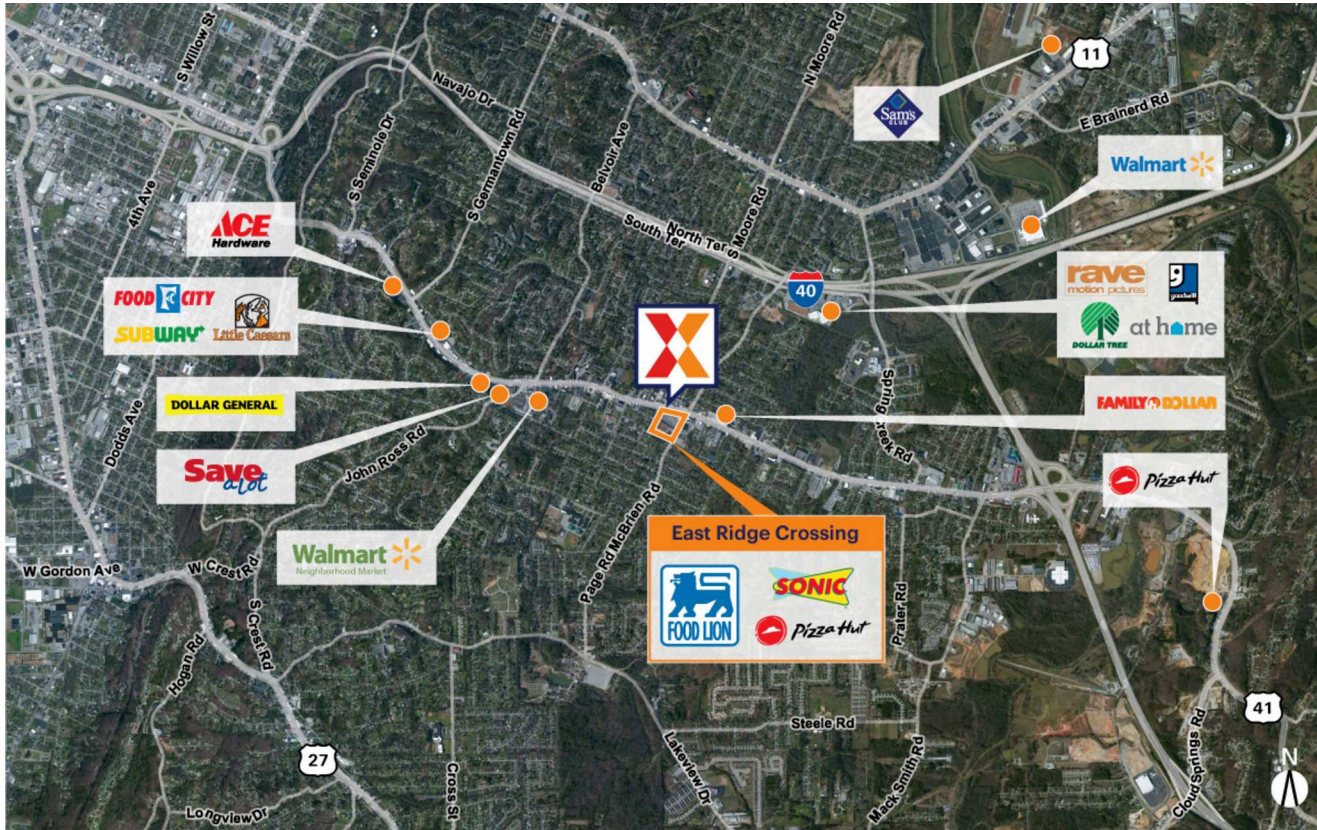 S Willow St
N Moore Rd
11
Navajo Dr
Sam's
CLUB
E Brainerd Rd
S Seminole Dr
S Germantown Rd
Belvoir Ave
Walmart
4th Ave
ACE
Hardware
North Ter
South Ter
S Moore Rd
40
rave
motion pictures
goodwill
FOOD CITY
SUBWAY
Little Caesars
DOLLAR TREE
at home
DOLLAR GENERAL
Spring Creek Rd
FAMILY DOLLAR
Dodds Ave
John Ross Rd
Save
a lot
Pizza Hut
Page Rd McBrien Rd
East Ridge Crossing
Walmart
Neighborhood Market
FOOD LION
SONIC
Pizza Hut
W Gordon Ave
W Crest Rd
S Crest Rd
Prater Rd
Hogan Rd
Steele Rd
41
27
Cross St
Lakeview Dr
Mack Smith Rd
Cloud Springs Rd
N
Longview Dr